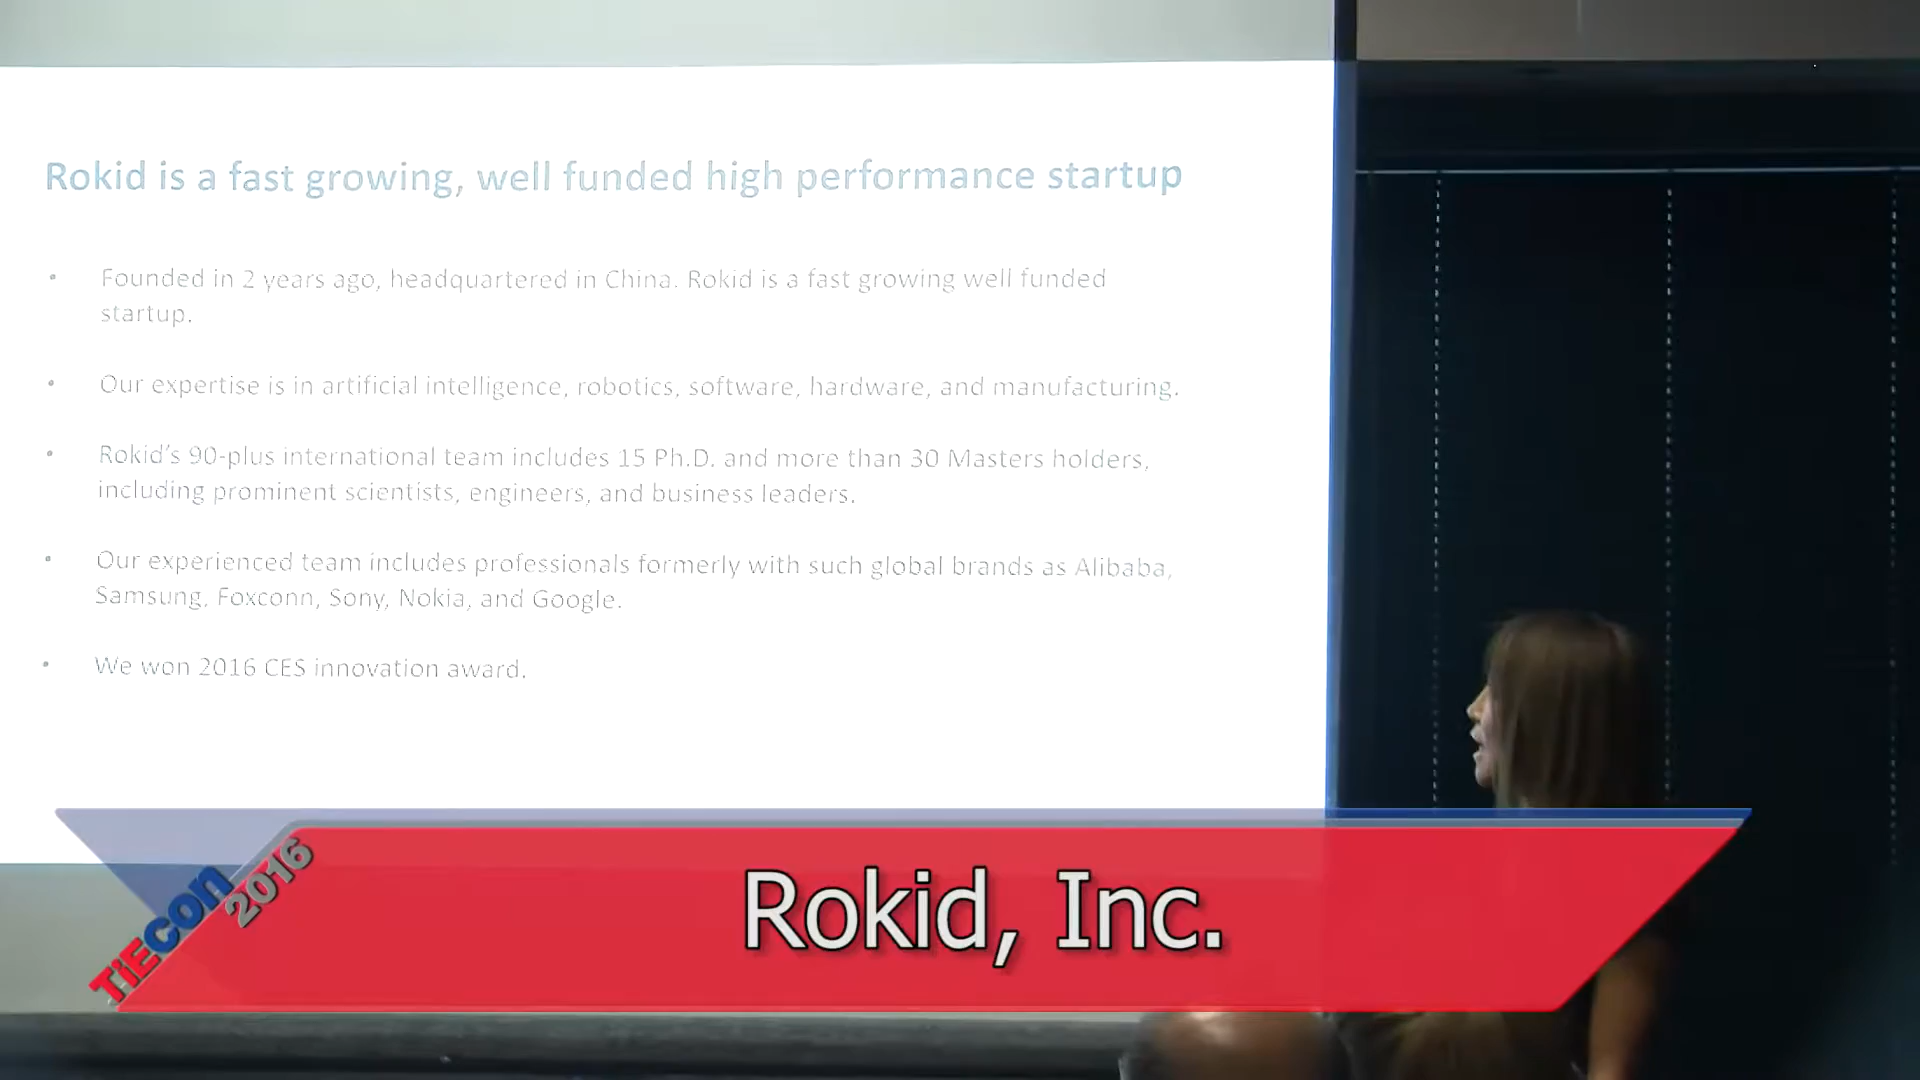 Rokid is a fast growing, well funded high performance startup
• Founded in 2 years ago, headquartered in China. Rokid is a fast growing well funded
startup.
• Our expertise is in artificial intelligence, robotics, software, hardware, and manufacturing.
• Rokid's 90-plus international team includes 15 Ph.D. and more than 30 Masters holders,
including prominent scientists, engineers, and business leaders.
• Our experienced team includes professionals formerly with such global brands as Alibaba,
Samsung, Foxconn, Sony, Nokia, and Google.
• We won 2016 CES innovation award.
TiEcon
2016
Rokid, Inc.